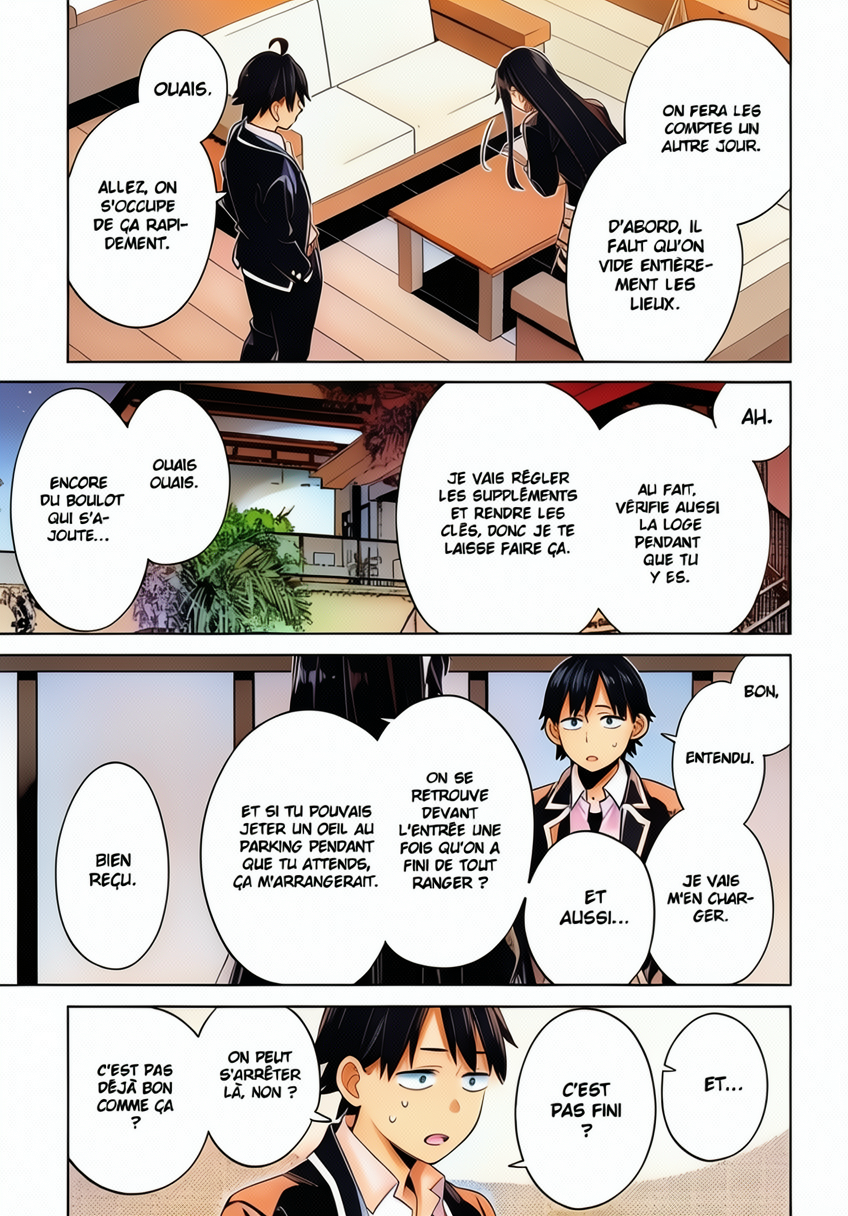 ON FERA LES
COMPTES UN
AUTRE JOUR.
D'ABORD, IL
FAUT QU'ON
VIDE ENTIÈRE-
MENT LES
LIEUX.
OUAIS.
ALLEZ, ON
S'OCCUPE
DE ÇA RAPI-
DEMENT.
AH.
AU FAIT,
VÉRIFIE AUSSI
LA LOGE
PENDANT
QUE TU
Y ES.
JE VAIS RÉGLER
LES SUPPLÉMENTS
ET RENDRE LES
CLÉS, DONC JE TE
LAISSE FAIRE ÇA.
OUAIS
OUAIS.
ENCORE
DU BOULOT
QUI S'A-
JOUTE...
BON,
ENTENDU.
JE VAIS
M'EN CHAR-
GER.
ET
AUSSI...
ON SE
RETROUVE
DEVANT
L'ENTRÉE UNE
FOIS QU'ON A
FINI DE TOUT
RANGER ?
ET SI TU POUVAIS
JETER UN OEIL AU
PARKING PENDANT
QUE TU ATTENDS,
ÇA M'ARRANGERAIT.
BIEN
REÇU.
ET...
C'EST
PAS FINI
?
ON PEUT
S'ARRÊTER
LÀ, NON ?
C'EST PAS
DÉJÀ BON
COMME ÇA
?